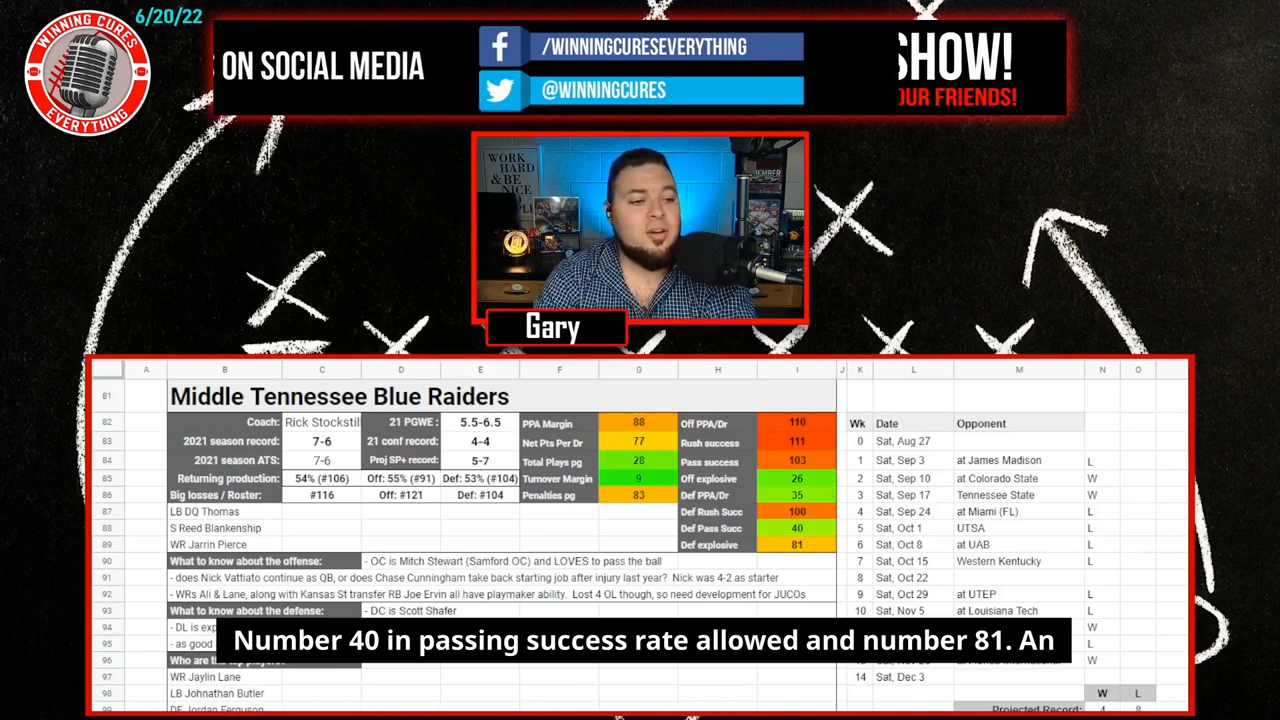 6/20/22
WINNING CURES
EVERYTHING
ON SOCIAL MEDIA
/WINNINGCURESEVERYTHING
@WINNINGCURES
SHOW!
OUR FRIENDS!
WORK
HARD
& BE
NICE
Gary
A B C D E F G H I J K L M N O
81 Middle Tennessee Blue Raiders
82 Coach: Rick Stockstill 21 PGWE : 5.5-6.5 PPA Margin 88 Off PPA/Dr 110 Wk Date Opponent
83 2021 season record: 7-6 21 conf record: 4-4 Net Pts Per Dr 77 Rush success 111 0 Sat, Aug 27
84 2021 season ATS: 7-6 Proj SP+ record: 5-7 Total Plays pg 28 Pass success 103 1 Sat, Sep 3 at James Madison L
85 Returning production: 54% (#106) Off: 55% (#91) Def: 53% (#104) Turnover Margin 9 Off explosive 26 2 Sat, Sep 10 at Colorado State W
86 Big losses / Roster: #116 Off: #121 Def: #104 Penalties pg 83 Def PPA/Dr 35 3 Sat, Sep 17 Tennessee State W
87 LB DQ Thomas Def Rush Succ 100 4 Sat, Sep 24 at Miami (FL) L
88 S Reed Blankenship Def Pass Succ 40 5 Sat, Oct 1 UTSA L
89 WR Jarrin Pierce Def explosive 81 6 Sat, Oct 8 at UAB L
90 What to know about the offense: - OC is Mitch Stewart (Samford OC) and LOVES to pass the ball 7 Sat, Oct 15 Western Kentucky L
91 - does Nick Vattiato continue as QB, or does Chase Cunningham take back starting job after injury last year? Nick was 4-2 as starter 8 Sat, Oct 22
92 - WRs Ali & Lane, along with Kansas St transfer RB Joe Ervin all have playmaker ability. Lost 4 OL though, so need development for JUCOs 9 Sat, Oct 29 at UTEP L
93 What to know about the defense: - DC is Scott Shafer 10 Sat, Nov 5 at Louisiana Tech L
94 - DL is exp W
95 - as good L
96 Who are W
97 WR Jaylin Lane 14 Sat, Dec 3
98 LB Johnathan Butler W L
99 DE Jordan Ferguson Projected Record: 4 8
Number 40 in passing success rate allowed and number 81. An